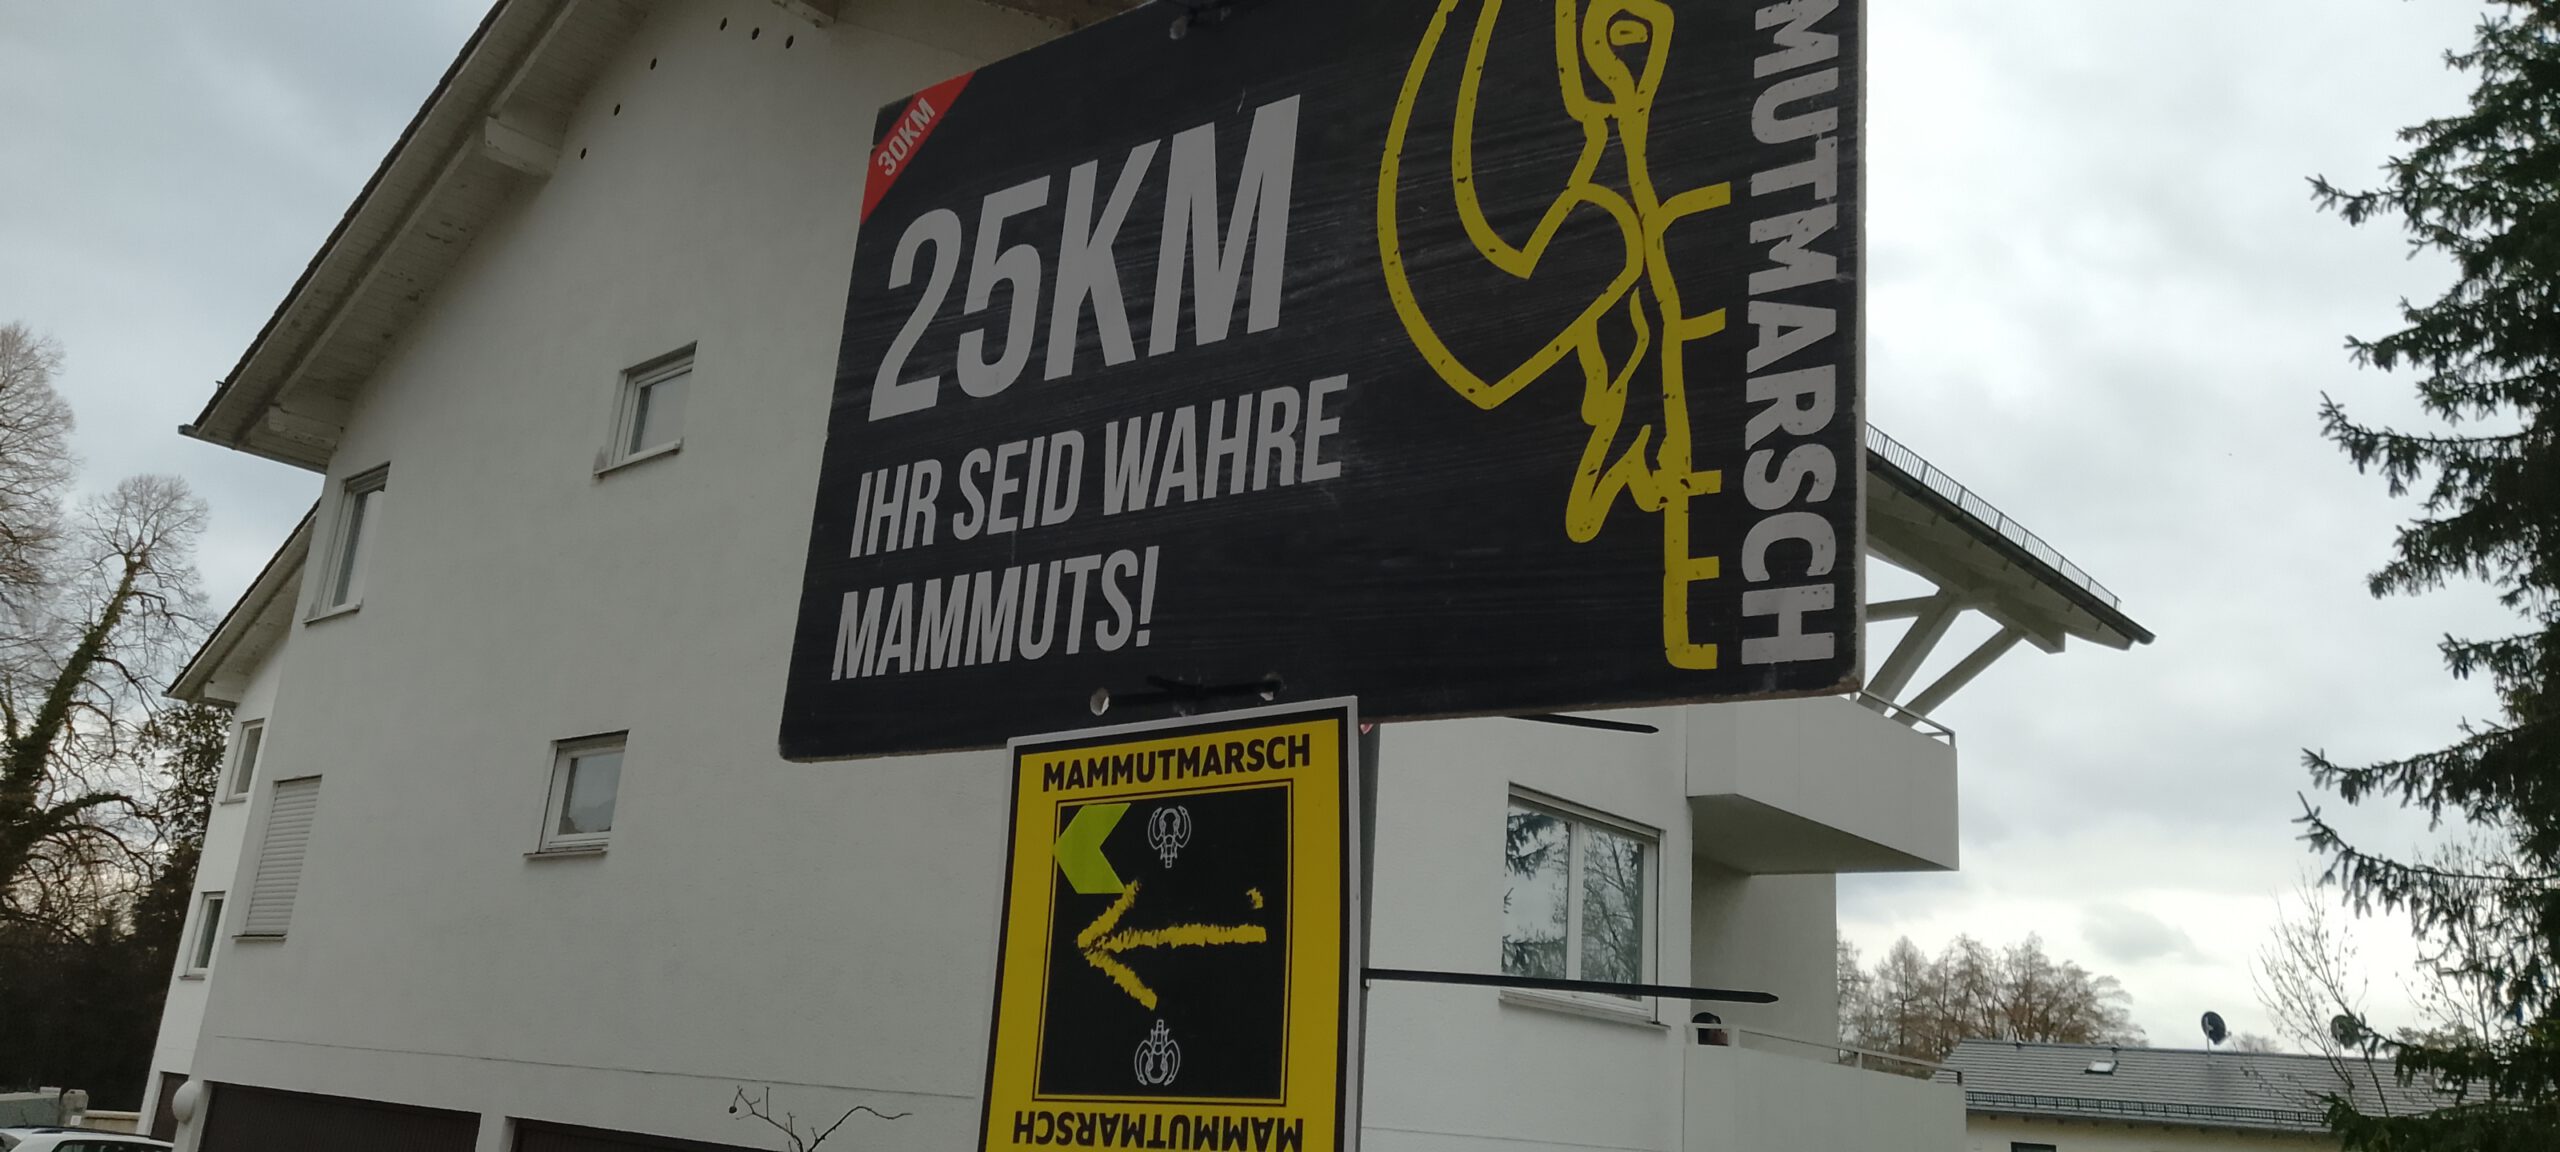 30KM
25KM
IHR SEID WAHRE
MAMMUTS!
MUTMARSCH
MAMMUTMARSCH
MAMMUTMARSCH